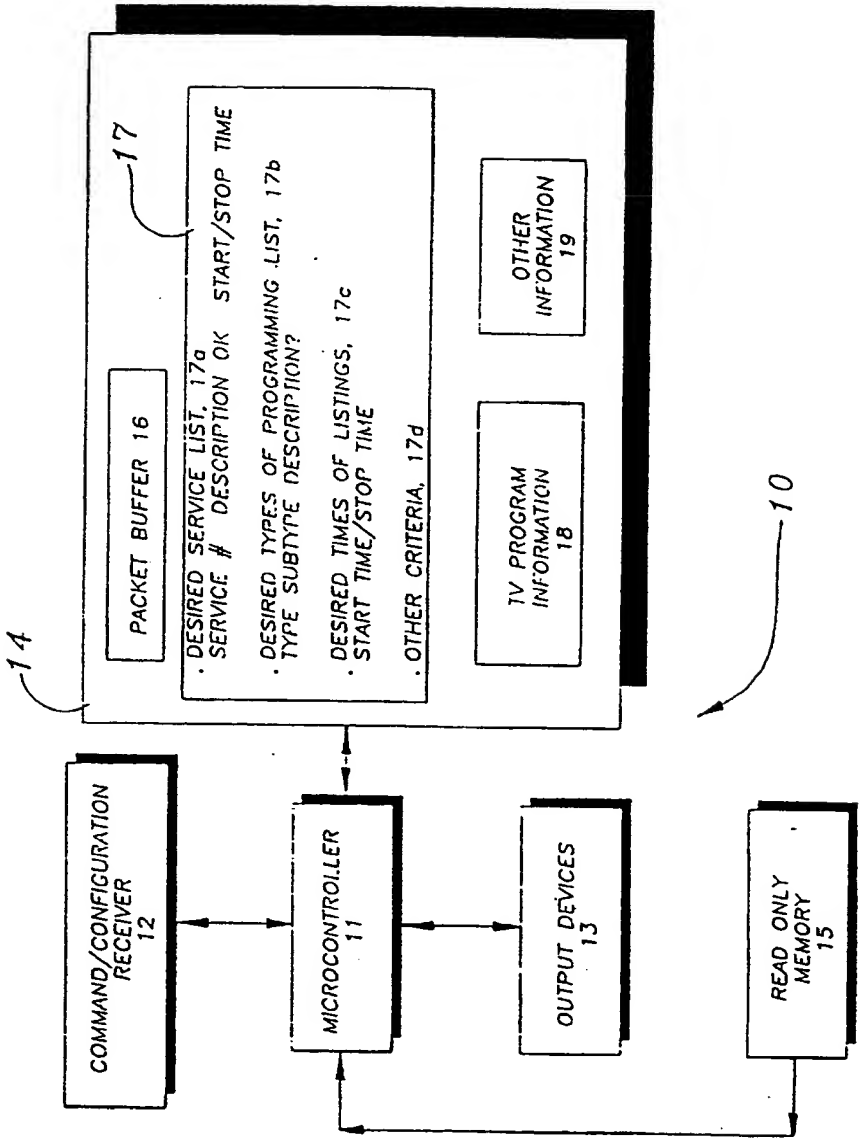 COMMAND/CONFIGURATION
RECEIVER
12
MICROCONTROLLER
11
OUTPUT DEVICES
13
READ ONLY
MEMORY
15
14
PACKET BUFFER 16
17
· DESIRED SERVICE LIST, 17a
SERVICE # DESCRIPTION OK START/STOP TIME
· DESIRED TYPES OF PROGRAMMING LIST, 17b
TYPE SUBTYPE DESCRIPTION?
· DESIRED TIMES OF LISTINGS, 17c
START TIME/STOP TIME
· OTHER CRITERIA, 17d
TV PROGRAM
INFORMATION
18
OTHER
INFORMATION
19
10